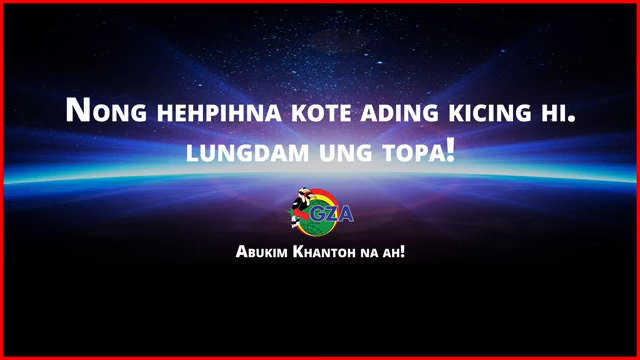 Nong hehpihna kote ading kicing hi.
lungdam ung topa!
GZA
Abukim Khantoh na ah!